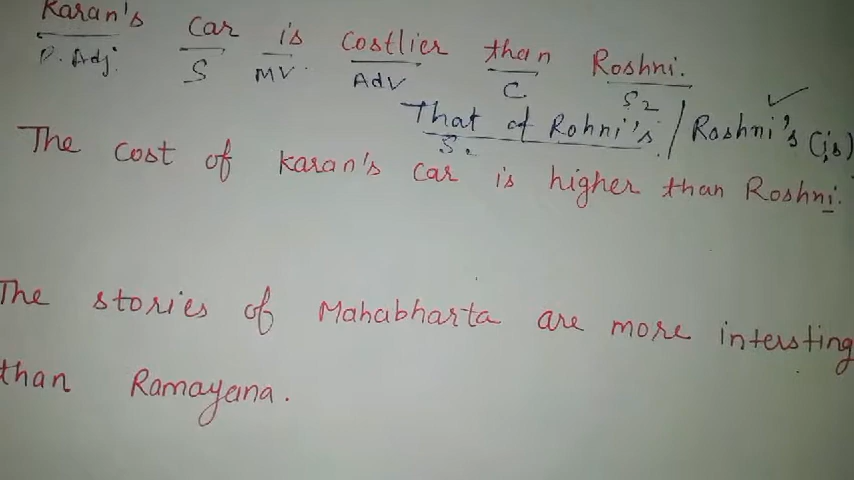 Karan's car is costlier than Roshni.
P. Adj. S MV. Adv C S2
That of Rohni's. / Roshni's (is)
S2
The cost of karan's car is higher than Roshni.
The stories of Mahabharta are more intersting
than Ramayana.